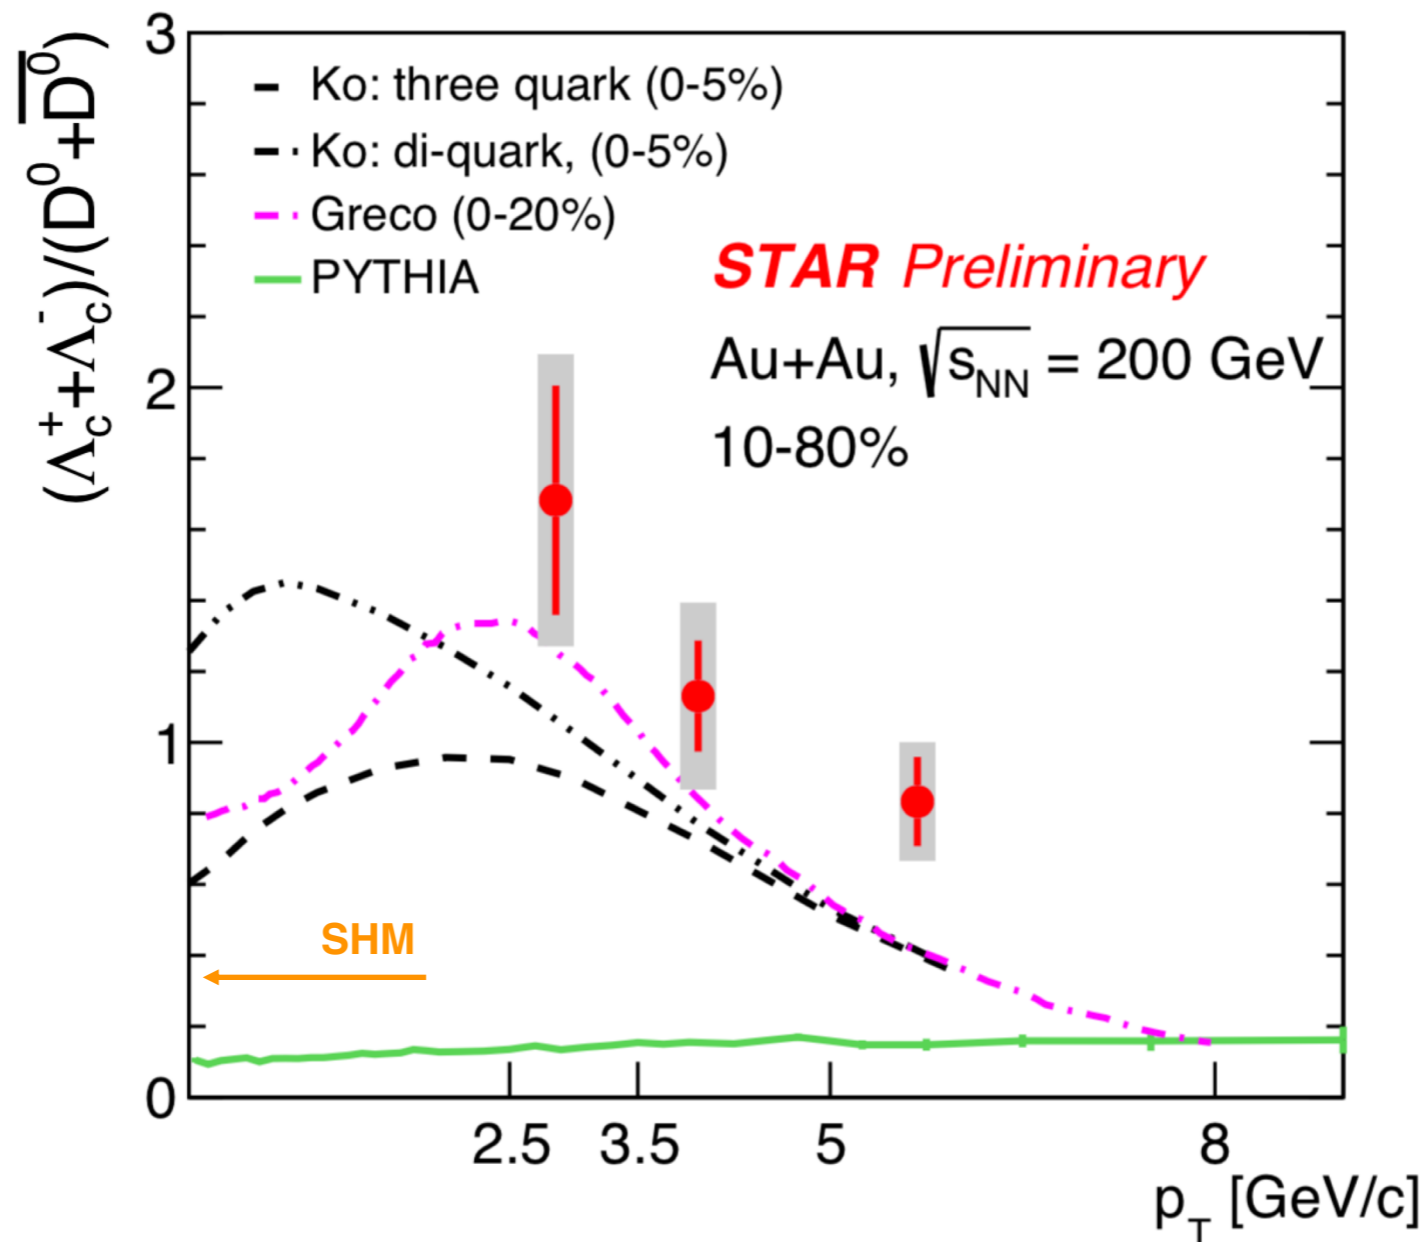 (Λc+ + Λc-)/(D0+D̅0)
3
2
1
0
Ko: three quark (0-5%)
Ko: di-quark, (0-5%)
Greco (0-20%)
PYTHIA
STAR Preliminary
Au+Au, √sNN = 200 GeV
10-80%
SHM
2.5 3.5 5 8
pT [GeV/c]